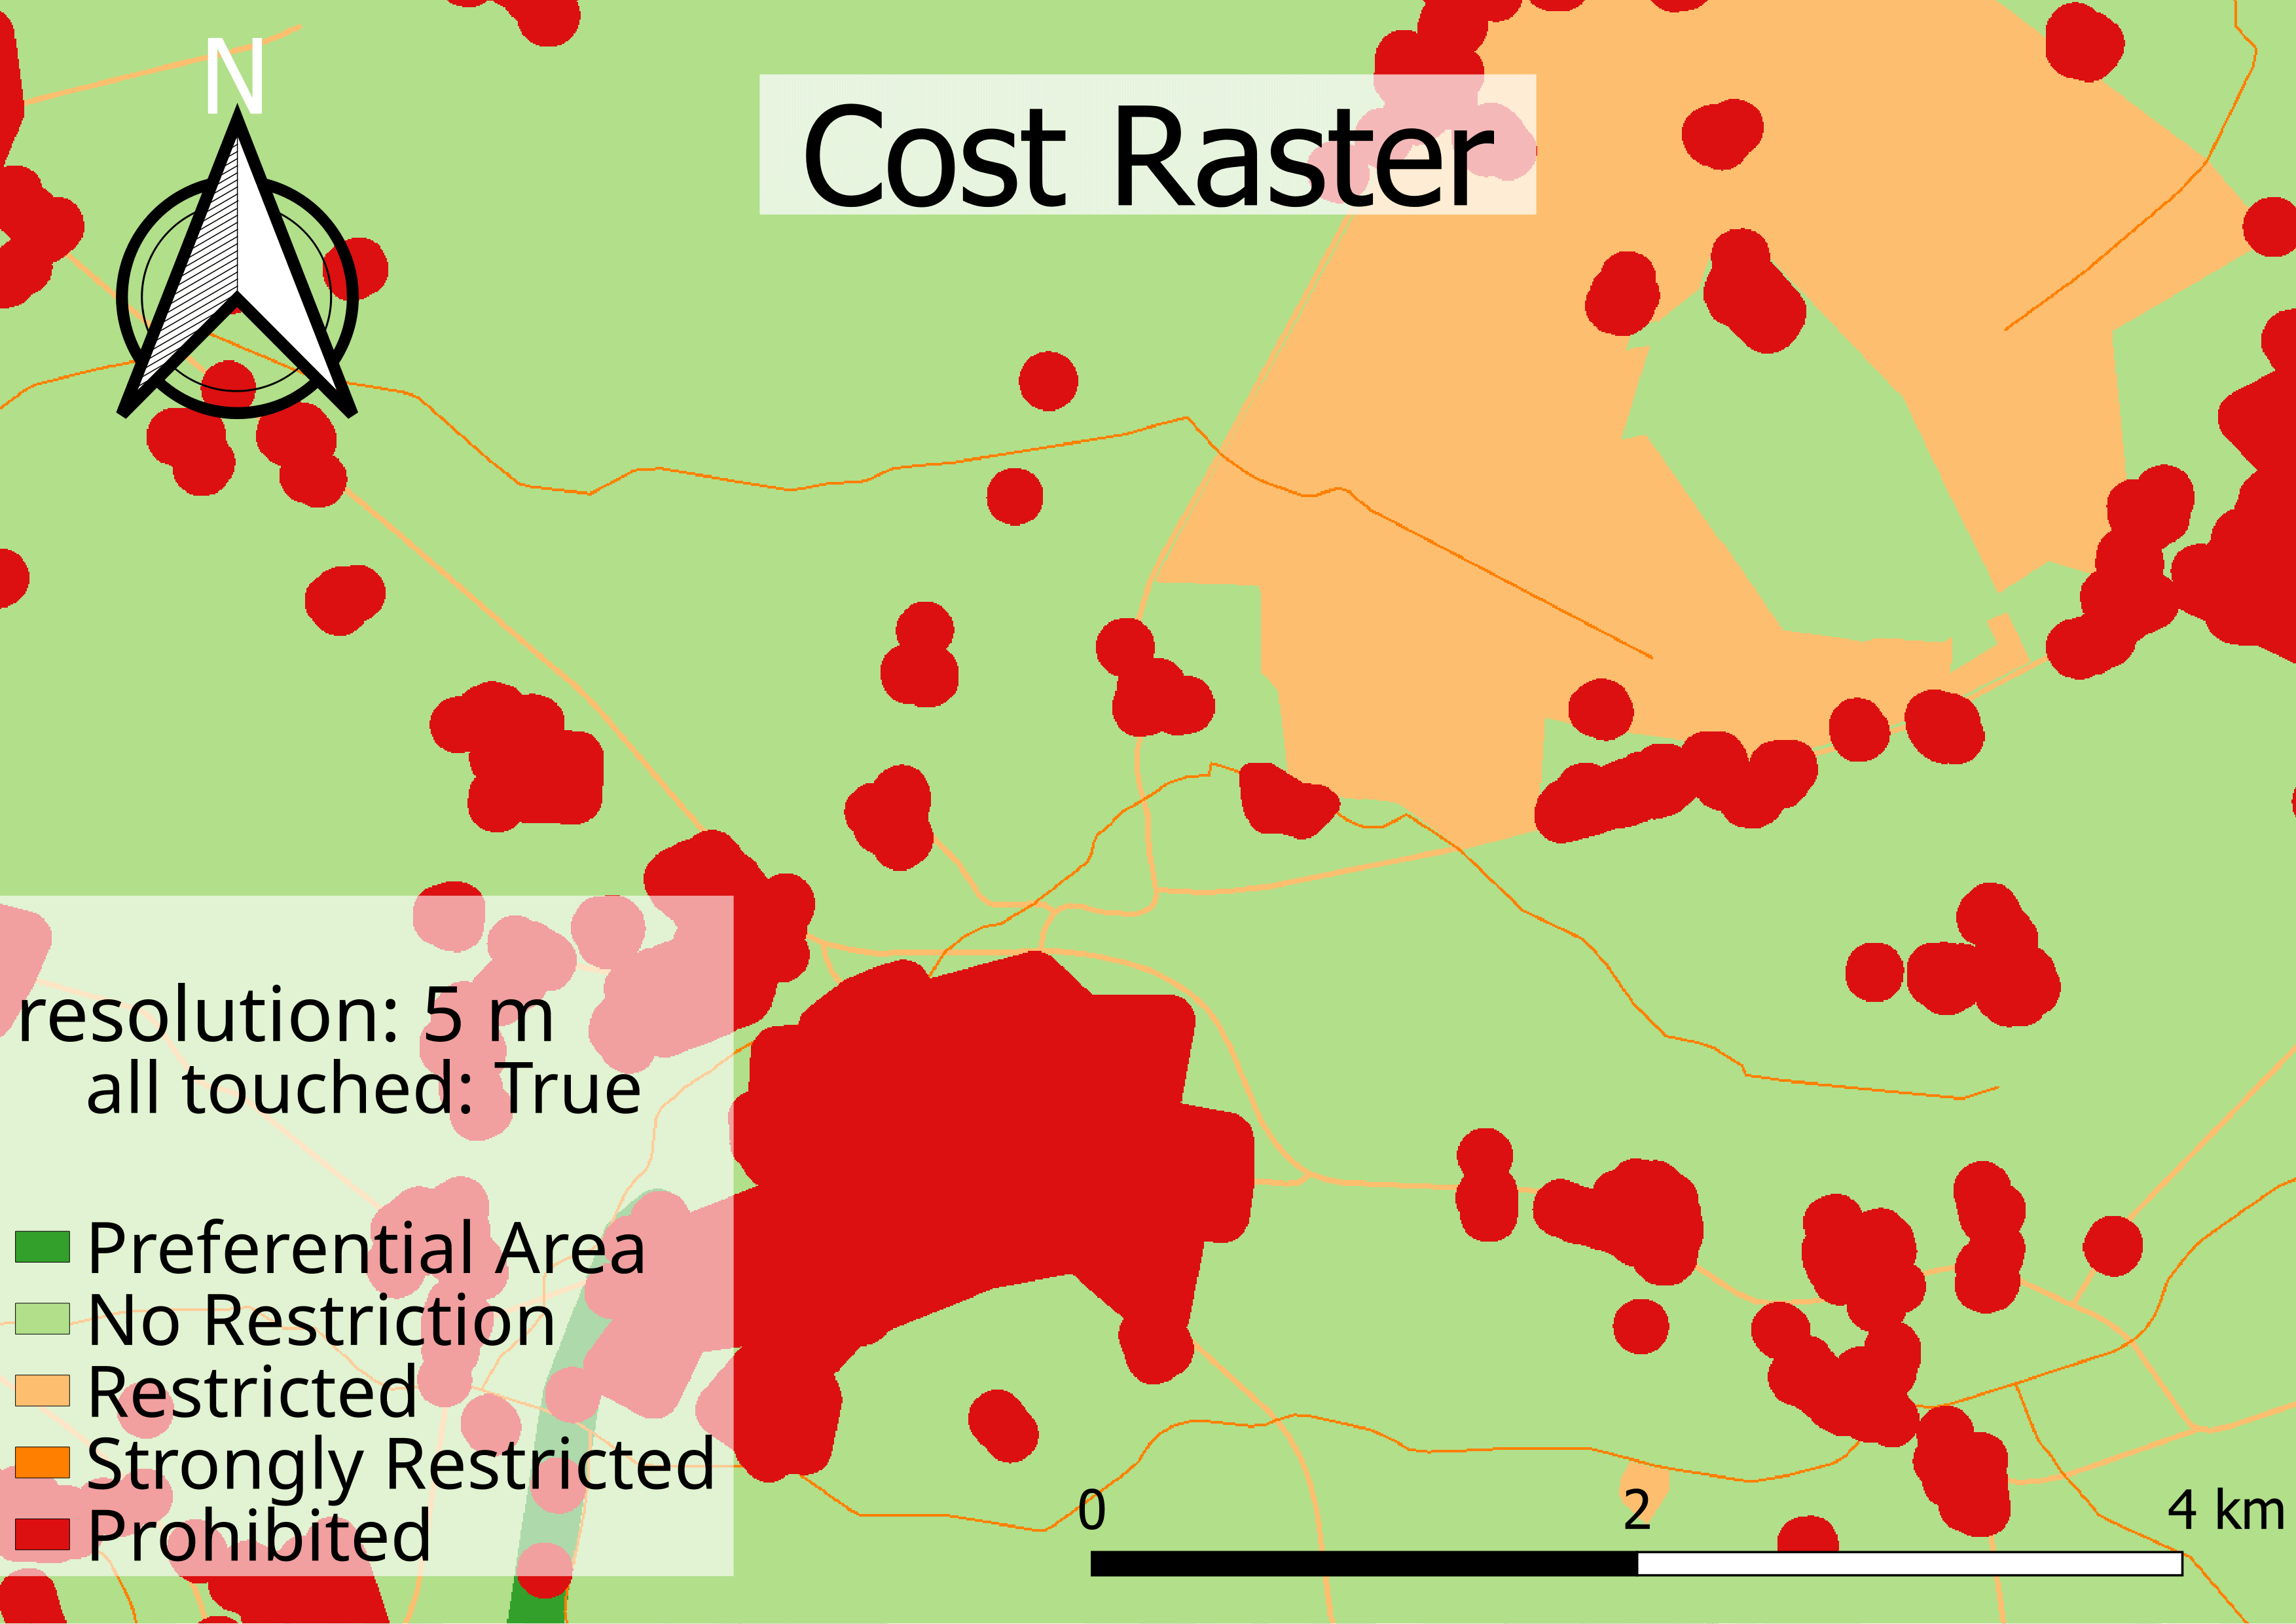 N
Cost Raster
resolution: 5 m
all touched: True
Preferential Area
No Restriction
Restricted
Strongly Restricted
Prohibited
0 2 4 km